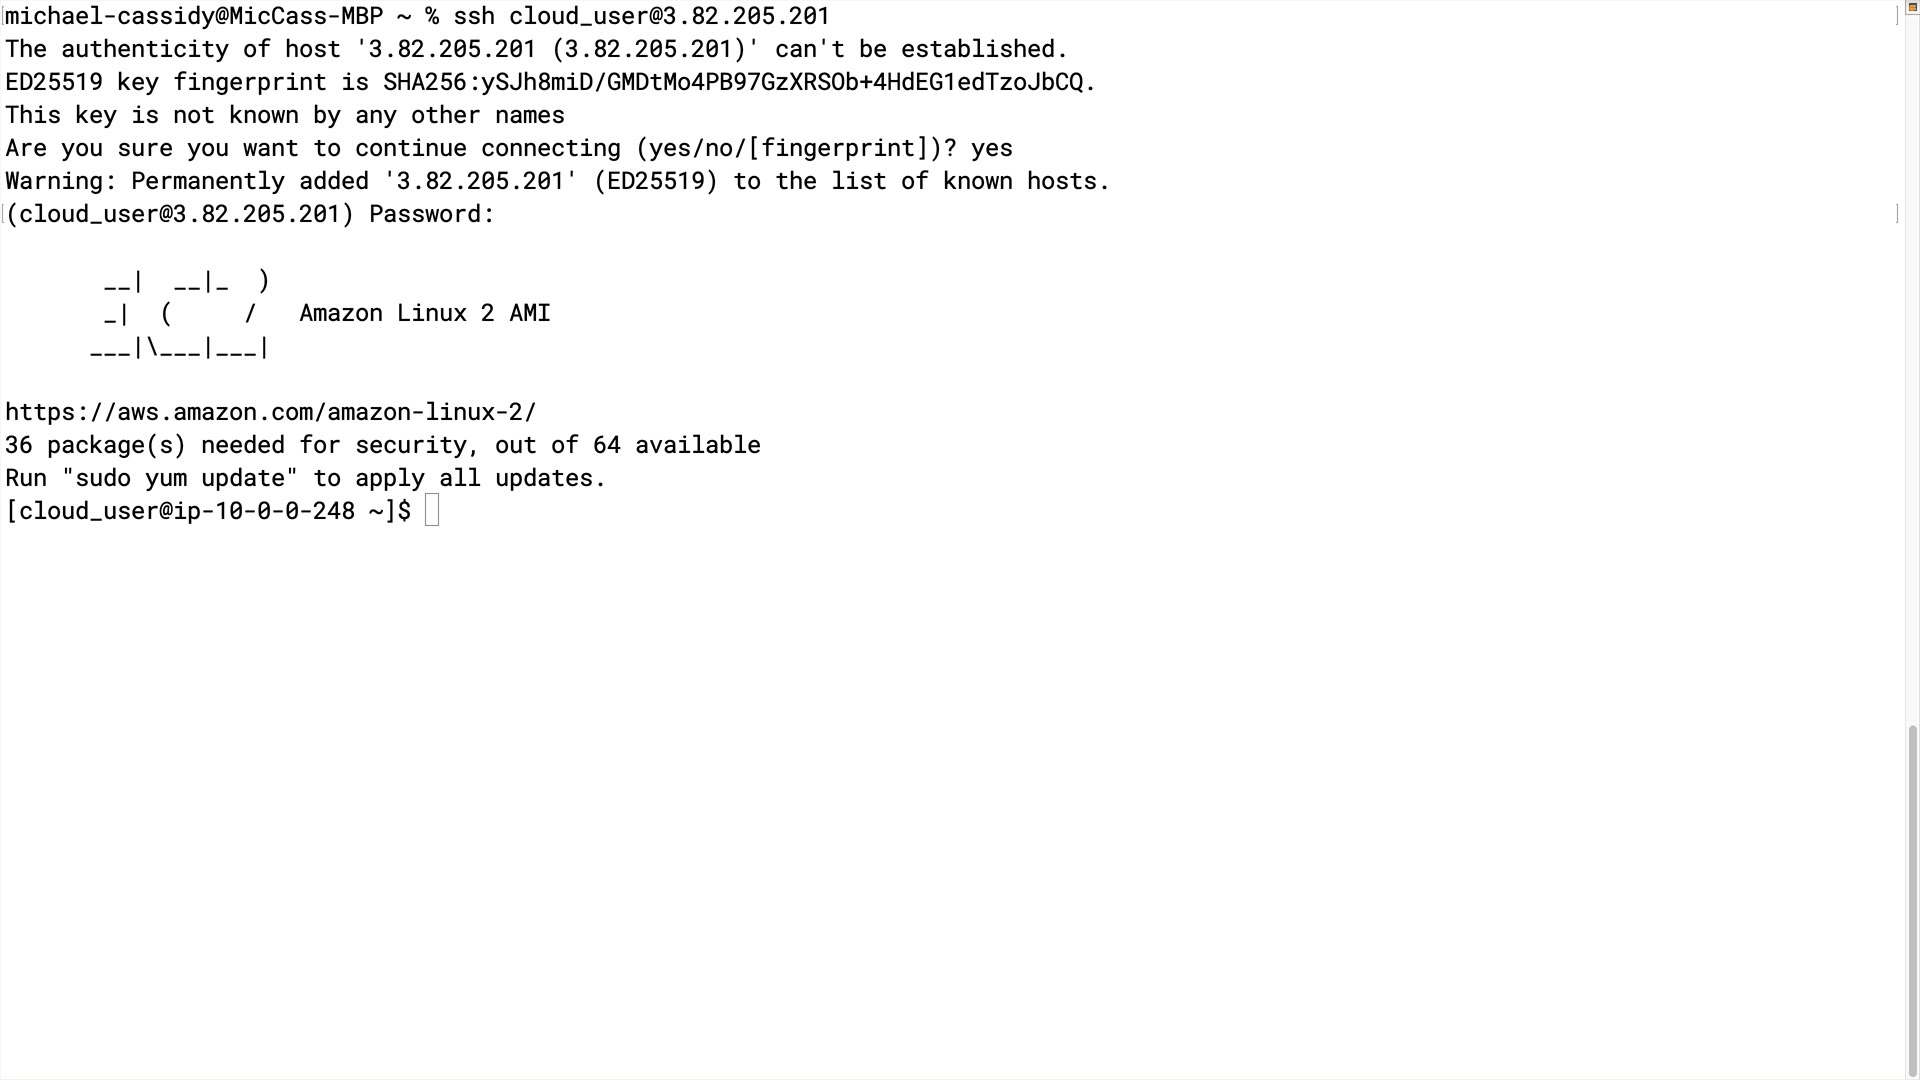 michael-cassidy@MicCass-MBP ~ % ssh cloud_user@3.82.205.201
The authenticity of host '3.82.205.201 (3.82.205.201)' can't be established.
ED25519 key fingerprint is SHA256:ySJh8miD/GMDtMo4PB97GzXRSOb+4HdEG1edTzoJbCQ.
This key is not known by any other names
Are you sure you want to continue connecting (yes/no/[fingerprint])? yes
Warning: Permanently added '3.82.205.201' (ED25519) to the list of known hosts.
(cloud_user@3.82.205.201) Password:

       __|  __|_  )
       _|  (     /   Amazon Linux 2 AMI
      ___|\___|___|

https://aws.amazon.com/amazon-linux-2/
36 package(s) needed for security, out of 64 available
Run "sudo yum update" to apply all updates.
[cloud_user@ip-10-0-0-248 ~]$